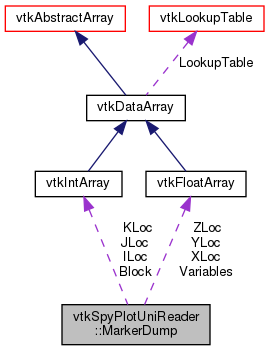 vtkAbstractArray
vtkLookupTable
LookupTable
vtkDataArray
vtkIntArray
vtkFloatArray
KLoc
JLoc
ILoc
Block
ZLoc
YLoc
XLoc
Variables
vtkSpyPlotUniReader
::MarkerDump